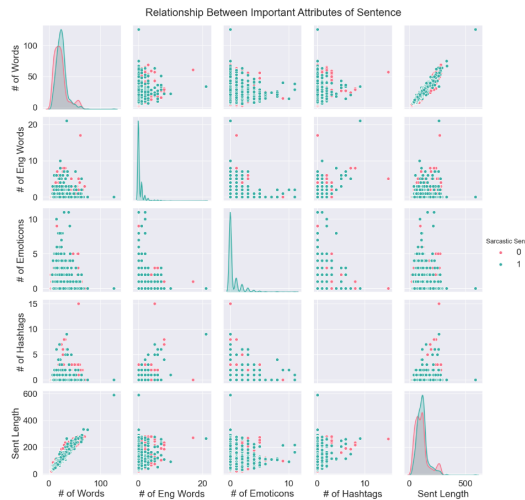 Relationship Between Important Attributes of Sentence
# of Words
100
50
0
# of Eng Words
20
10
0
# of Emoticons
10
5
0
Sarcastic Sen
0
1
# of Hashtags
15
10
5
0
Sent Length
600
400
200
0
0 100
0 10 20
0 5 10
0 10
0 500
# of Words # of Eng Words # of Emoticons # of Hashtags Sent Length